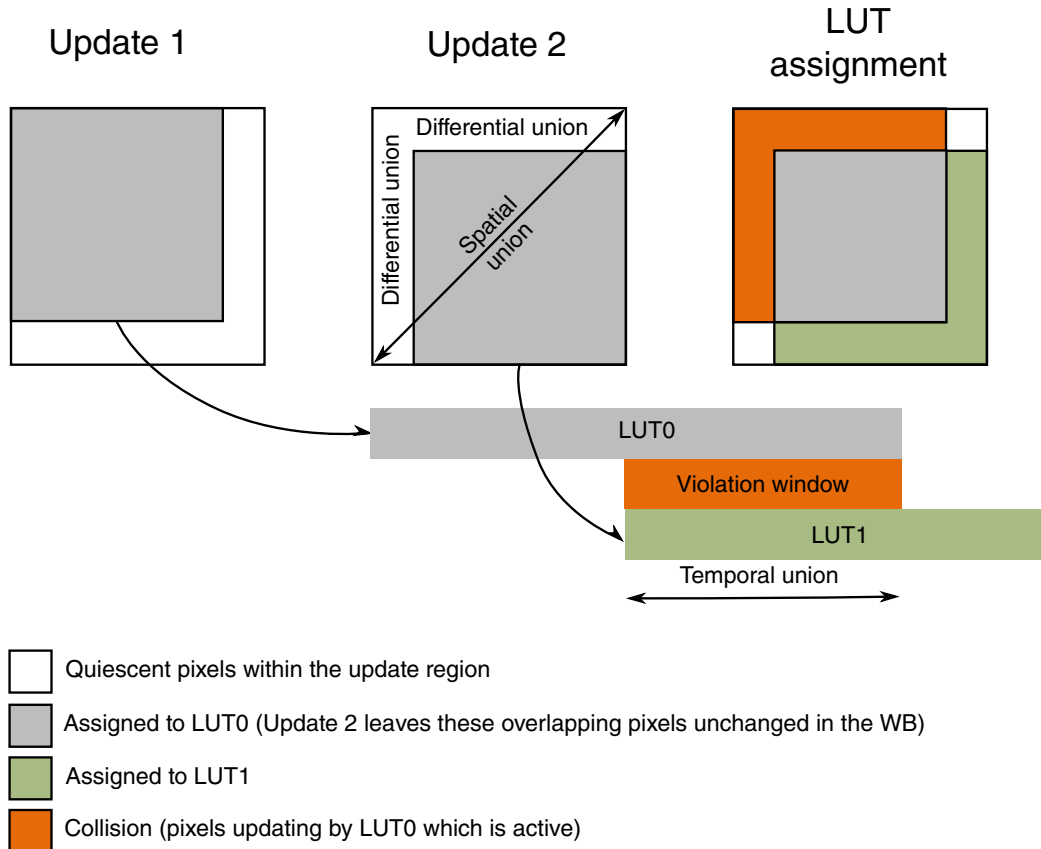 Update 1
Update 2
LUT
assignment
Differential union
Differential union
Spatial
union
LUT0
Violation window
LUT1
Temporal union
Quiescent pixels within the update region
Assigned to LUT0 (Update 2 leaves these overlapping pixels unchanged in the WB)
Assigned to LUT1
Collision (pixels updating by LUT0 which is active)